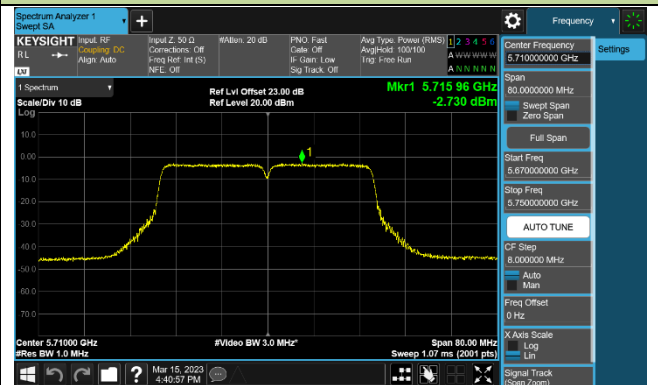 Spectrum Analyzer 1
Swept SA
Frequency
KEYSIGHT
RL
LXI
Input: RF
Coupling: DC
Align: Auto
Input Z: 50 Ω
Corrections: Off
Freq Ref: Int (S)
NFE: Off
#Atten: 20 dB
PNO: Fast
Gate: Off
IF Gain: Low
Sig Track: Off
Avg Type: Power (RMS)
Avg|Hold: 100/100
Trig: Free Run
1 2 3 4 5 6
A W W W W W
A N N N N N
1 Spectrum
Scale/Div 10 dB
Log
Ref Lvl Offset 23.00 dB
Ref Level 20.00 dBm
Mkr1 5.715 96 GHz
-2.730 dBm
10.0
0.00
-10.0
-20.0
-30.0
-40.0
-50.0
-60.0
-70.0
1
Center 5.71000 GHz
#Res BW 1.0 MHz
#Video BW 3.0 MHz*
Span 80.00 MHz
Sweep 1.07 ms (2001 pts)
Mar 15, 2023
4:40:57 PM
Center Frequency
5.710000000 GHz
Span
80.0000000 MHz
Swept Span
Zero Span
Full Span
Start Freq
5.670000000 GHz
Stop Freq
5.750000000 GHz
AUTO TUNE
CF Step
8.000000 MHz
Auto
Man
Freq Offset
0 Hz
X Axis Scale
Log
Lin
Signal Track
(Span Zoom)
Settings